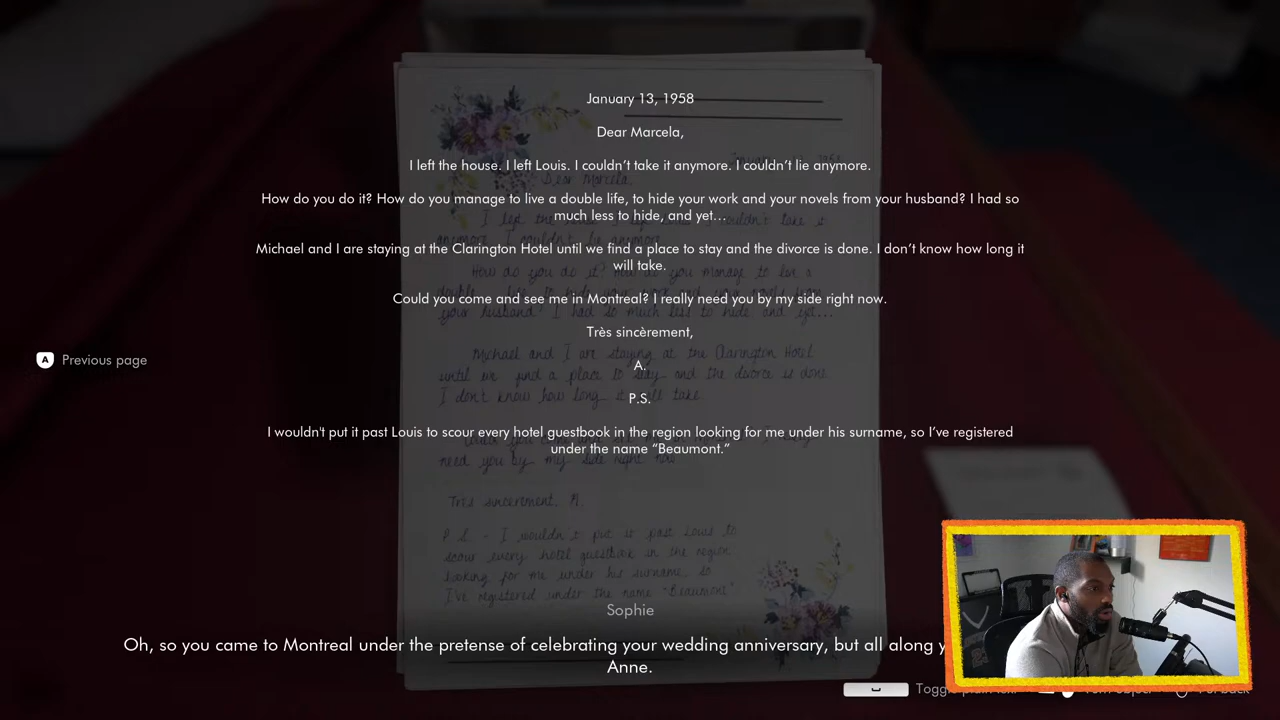 January 13, 1958
Dear Marcela,
I left the house. I left Louis. I couldn't take it anymore. I couldn't lie anymore.
How do you do it? How do you manage to live a double life, to hide your work and your novels from your husband? I had so
much less to hide, and yet...
Michael and I are staying at the Clarington Hotel until we find a place to stay and the divorce is done. I don't know how long it
will take.
Could you come and see me in Montreal? I really need you by my side right now.
Très sincèrement,
A.
P.S.
I wouldn't put it past Louis to scour every hotel guestbook in the region looking for me under his surname, so I've registered
under the name “Beaumont.”
A Previous page
Sophie
Oh, so you came to Montreal under the pretense of celebrating your wedding anniversary, but all along
Anne.